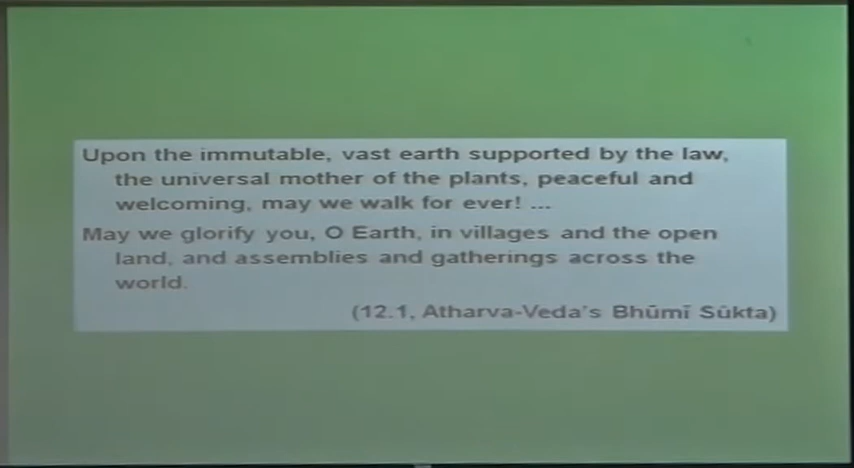 Upon the immutable, vast earth supported by the law,
the universal mother of the plants, peaceful and
welcoming, may we walk for ever! ...
May we glorify you, O Earth, in villages and the open
land, and assemblies and gatherings across the
world.
(12.1, Atharva-Veda's Bhūmī Sūkta)